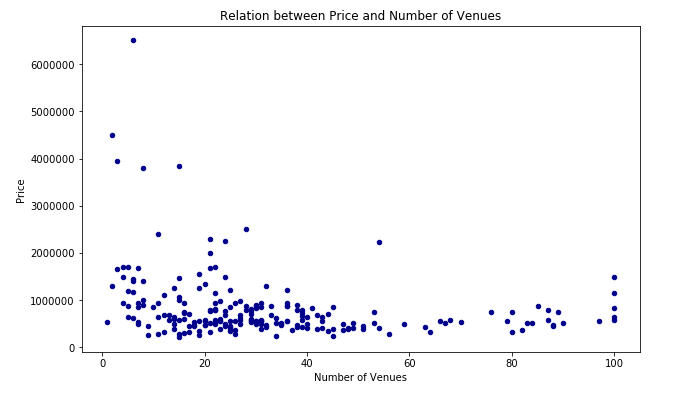 Relation between Price and Number of Venues
6000000
5000000
4000000
3000000
2000000
1000000
0
Price
0 20 40 60 80 100
Number of Venues